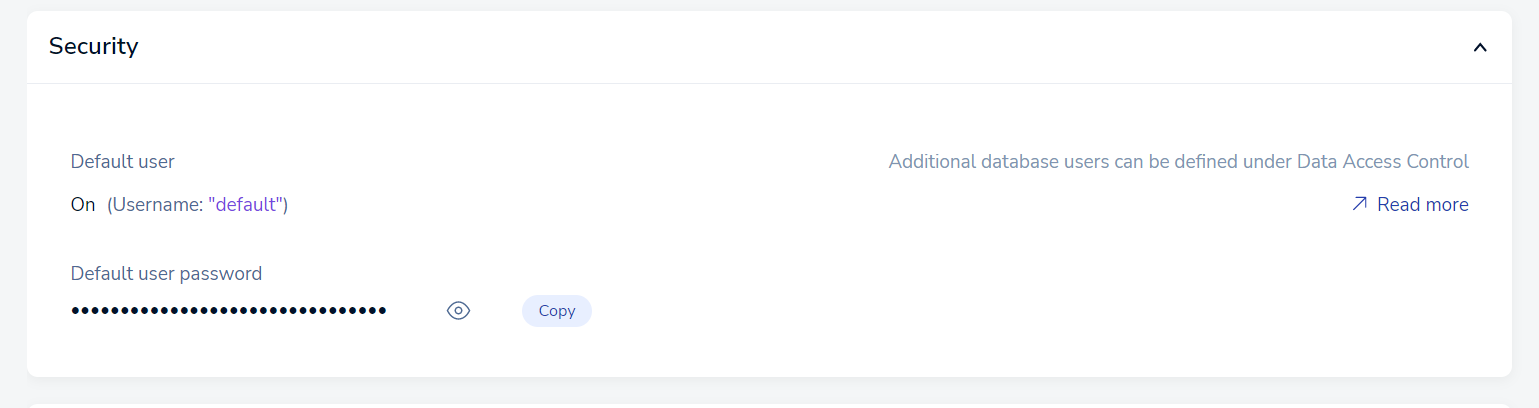 Security
Default user
Additional database users can be defined under Data Access Control
On (Username: "default")
Read more
Default user password
••••••••••••••••••••••••••••••••
Copy